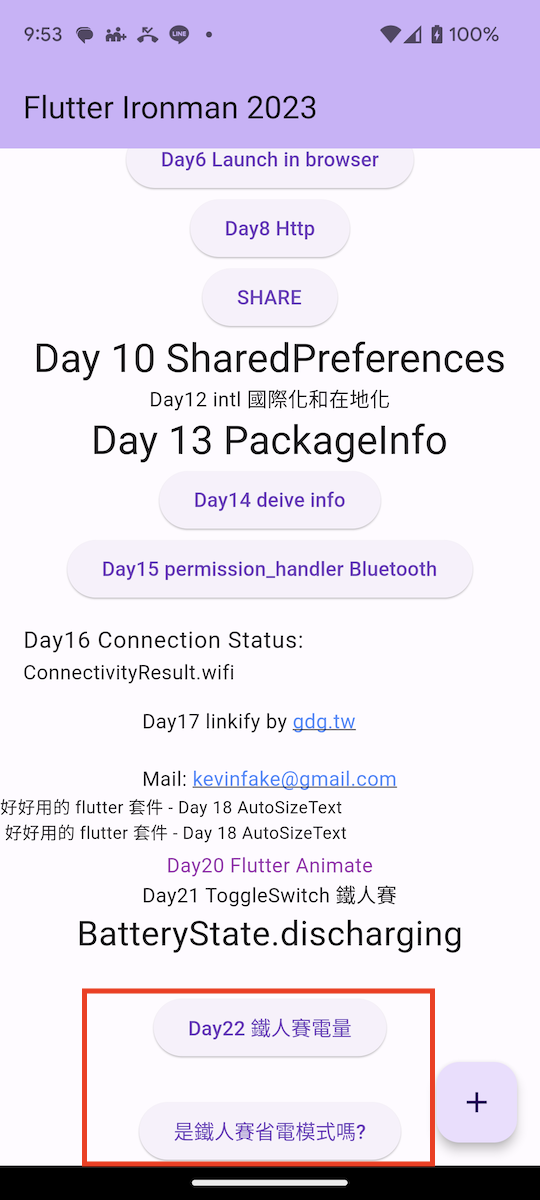 9:53
LINE
100%
Flutter Ironman 2023
Day6 Launch in browser
Day8 Http
SHARE
Day 10 SharedPreferences
Day12 intl 國際化和在地化
Day 13 PackageInfo
Day14 deive info
Day15 permission_handler Bluetooth
Day16 Connection Status:
ConnectivityResult.wifi
Day17 linkify by gdg.tw
Mail: kevinfake@gmail.com
好好用的 flutter 套件 - Day 18 AutoSizeText
好好用的 flutter 套件 - Day 18 AutoSizeText
Day20 Flutter Animate
Day21 ToggleSwitch 鐵人賽
BatteryState.discharging
Day22 鐵人賽電量
+
是鐵人賽省電模式嗎?